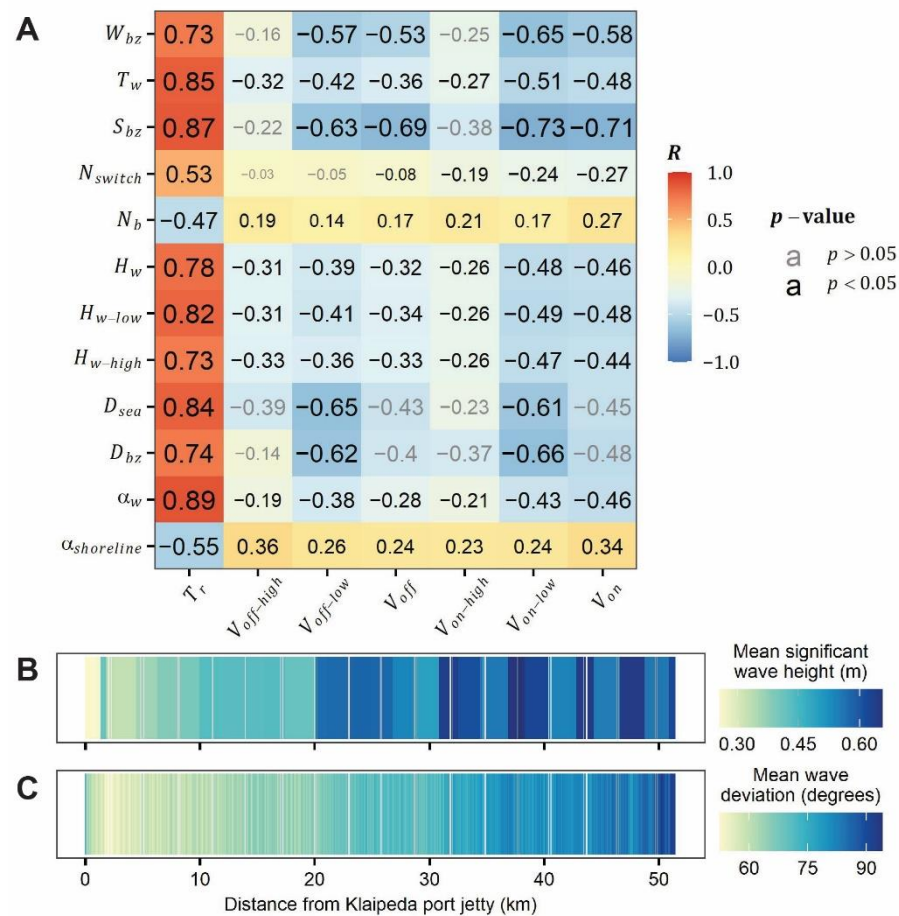 A
W_bz 0.73 −0.16 −0.57 −0.53 −0.25 −0.65 −0.58
T_w 0.85 −0.32 −0.42 −0.36 −0.27 −0.51 −0.48
S_bz 0.87 −0.22 −0.63 −0.69 −0.38 −0.73 −0.71
N_switch 0.53 −0.03 −0.05 −0.08 −0.19 −0.24 −0.27
N_b −0.47 0.19 0.14 0.17 0.21 0.17 0.27
H_w 0.78 −0.31 −0.39 −0.32 −0.26 −0.48 −0.46
H_w−low 0.82 −0.31 −0.41 −0.34 −0.26 −0.49 −0.48
H_w−high 0.73 −0.33 −0.36 −0.33 −0.26 −0.47 −0.44
D_sea 0.84 −0.39 −0.65 −0.43 −0.23 −0.61 −0.45
D_bz 0.74 −0.14 −0.62 −0.4 −0.37 −0.66 −0.48
α_w 0.89 −0.19 −0.38 −0.28 −0.21 −0.43 −0.46
α_shoreline −0.55 0.36 0.26 0.24 0.23 0.24 0.34
T_r V_off−high V_off−low V_off V_on−high V_on−low V_on
R
1.0
0.5
0.0
−0.5
−1.0
p − value
a p > 0.05
a p < 0.05
B
Mean significant
wave height (m)
0.30 0.45 0.60
C
Mean wave
deviation (degrees)
60 75 90
0 10 20 30 40 50
Distance from Klaipeda port jetty (km)